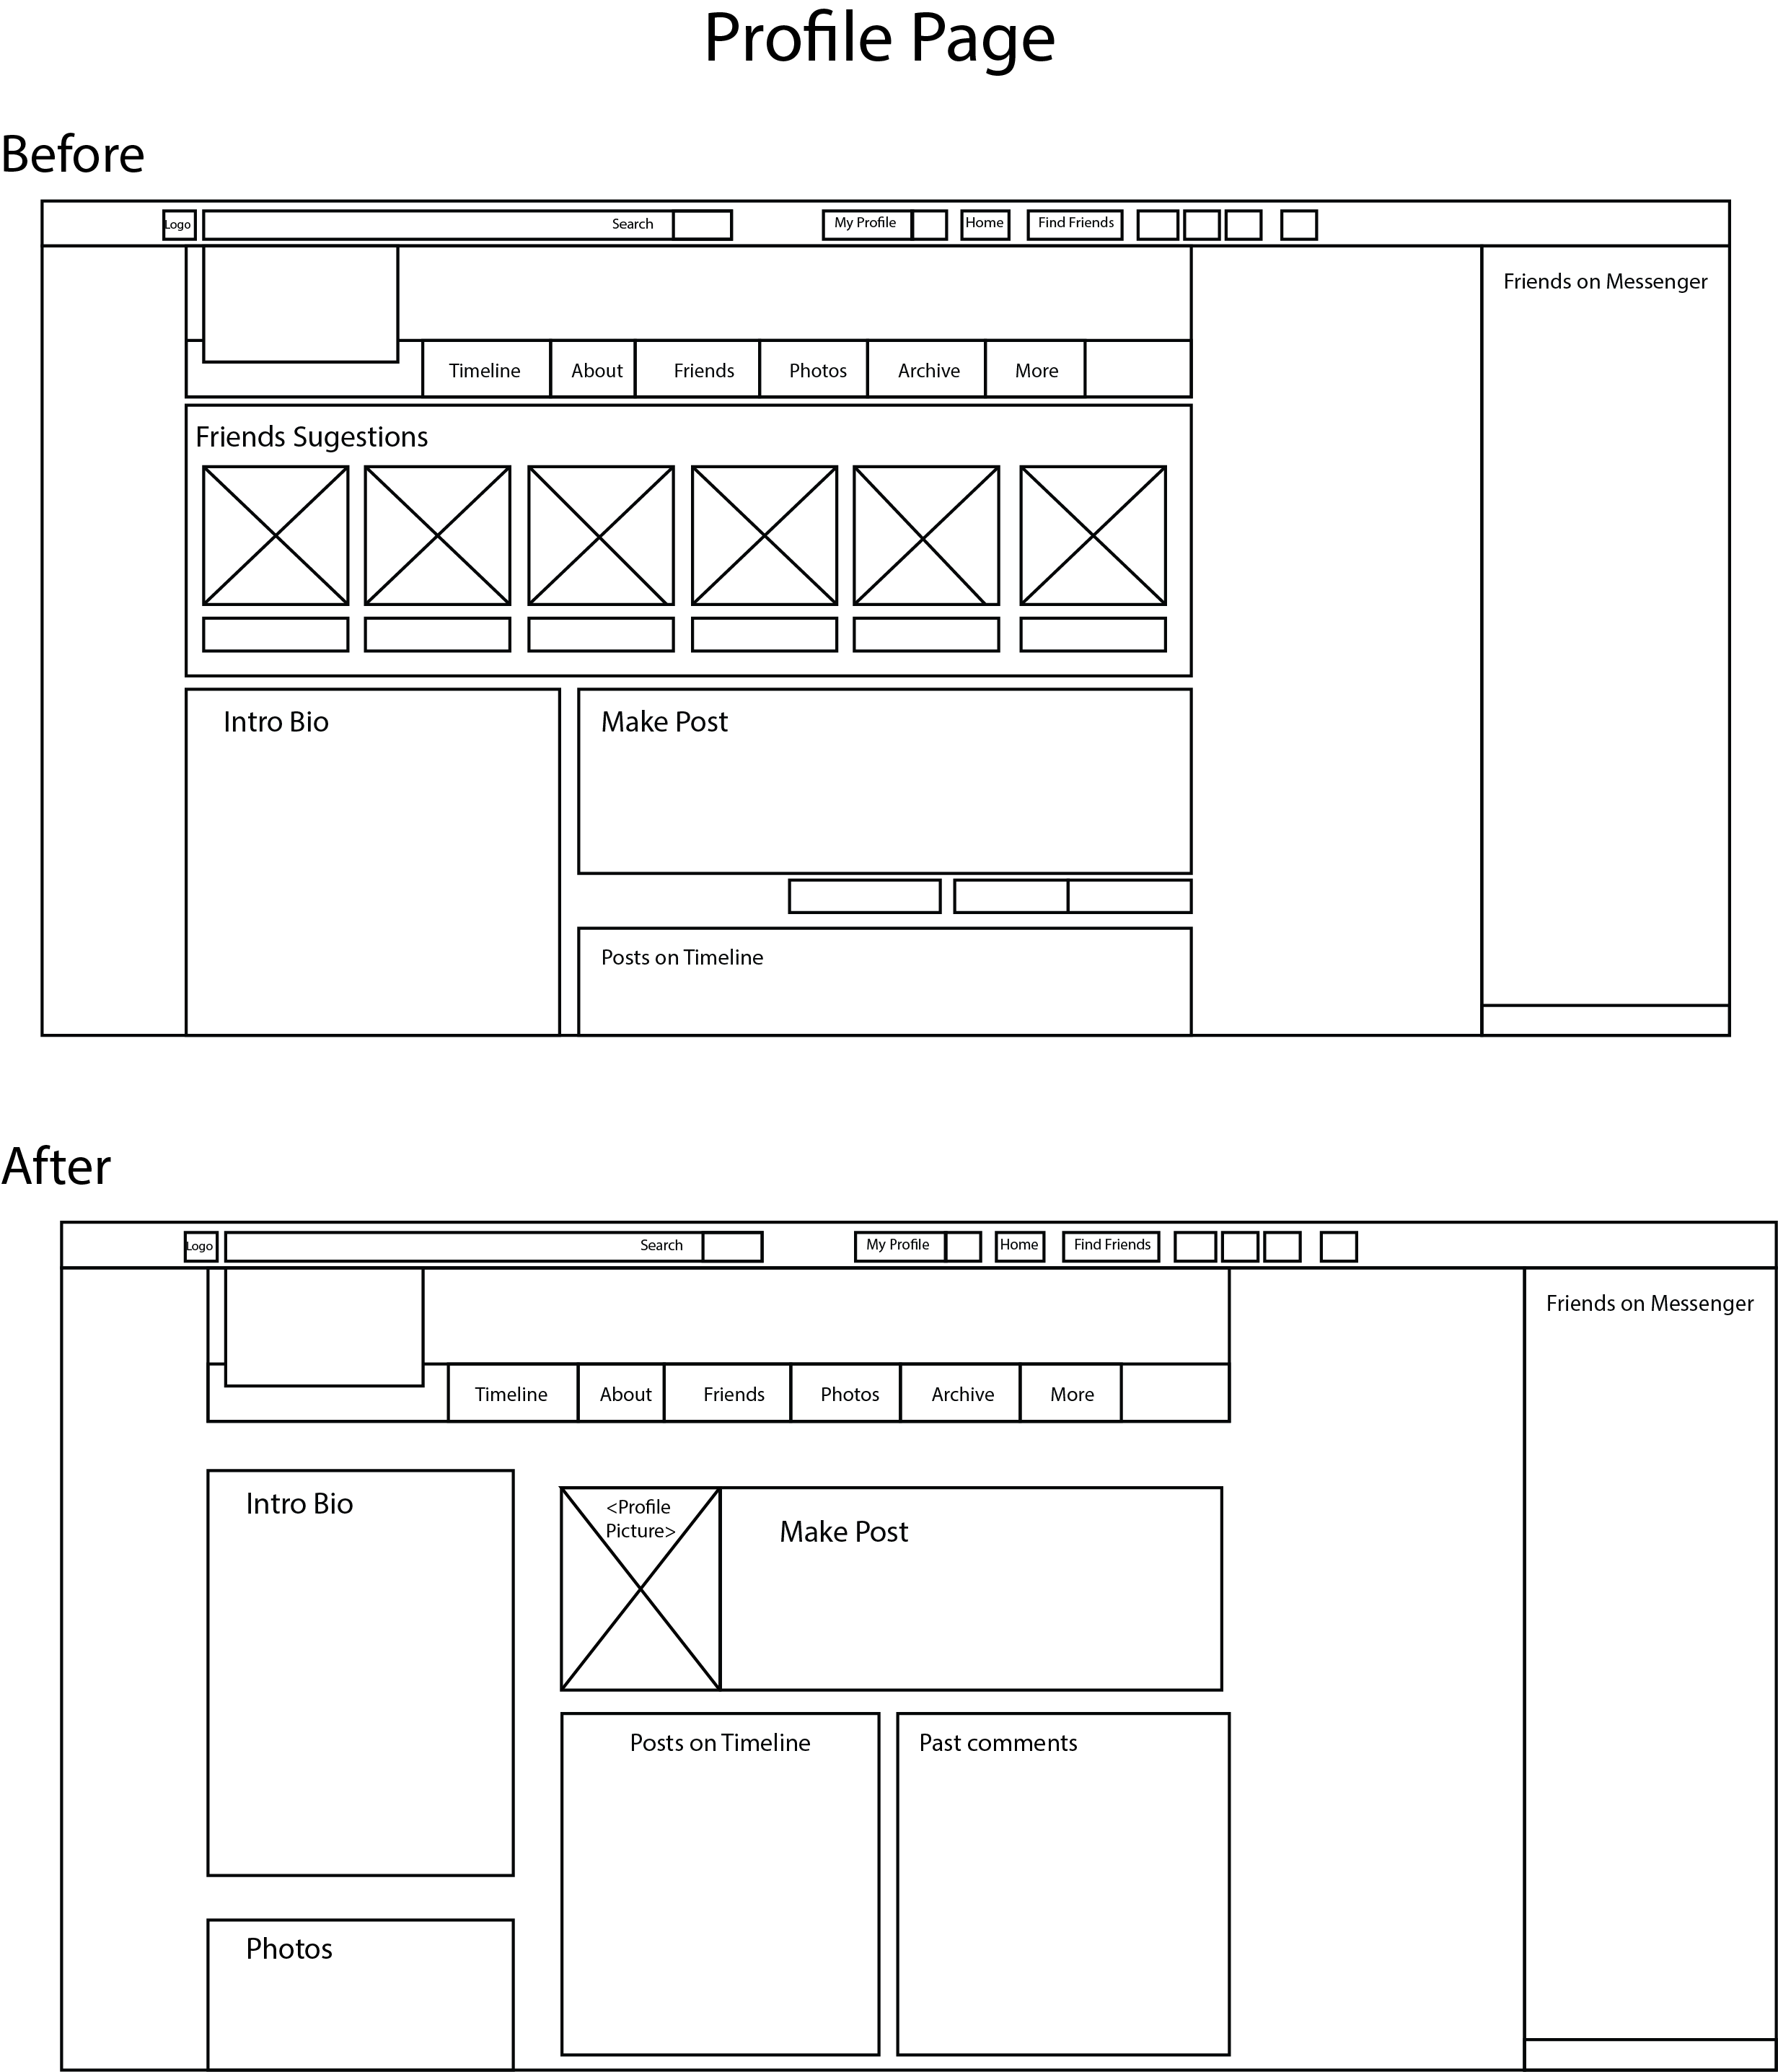 Profile Page
Before
Logo
Search
My Profile
Home
Find Friends
Friends on Messenger
Timeline
About
Friends
Photos
Archive
More
Friends Sugestions
Intro Bio
Make Post
Posts on Timeline
After
Logo
Search
My Profile
Home
Find Friends
Friends on Messenger
Timeline
About
Friends
Photos
Archive
More
Intro Bio
<Profile
Picture>
Make Post
Posts on Timeline
Past comments
Photos